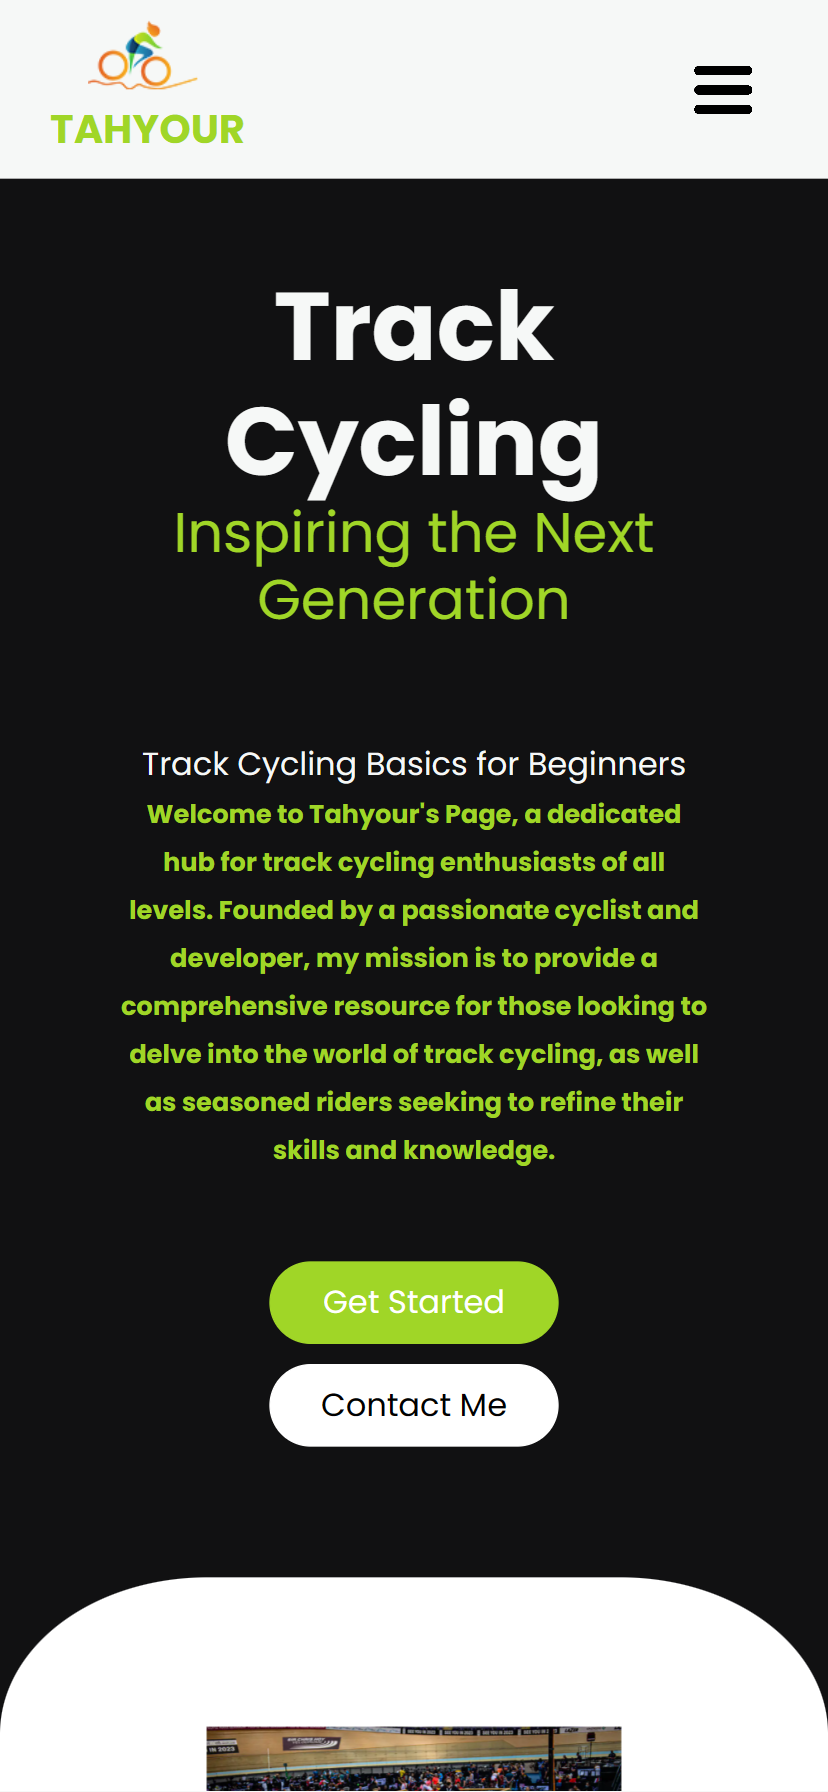 TAHYOUR
Track
Cycling
Inspiring the Next
Generation
Track Cycling Basics for Beginners
Welcome to Tahyour's Page, a dedicated
hub for track cycling enthusiasts of all
levels. Founded by a passionate cyclist and
developer, my mission is to provide a
comprehensive resource for those looking to
delve into the world of track cycling, as well
as seasoned riders seeking to refine their
skills and knowledge.
Get Started
Contact Me
IN 2023